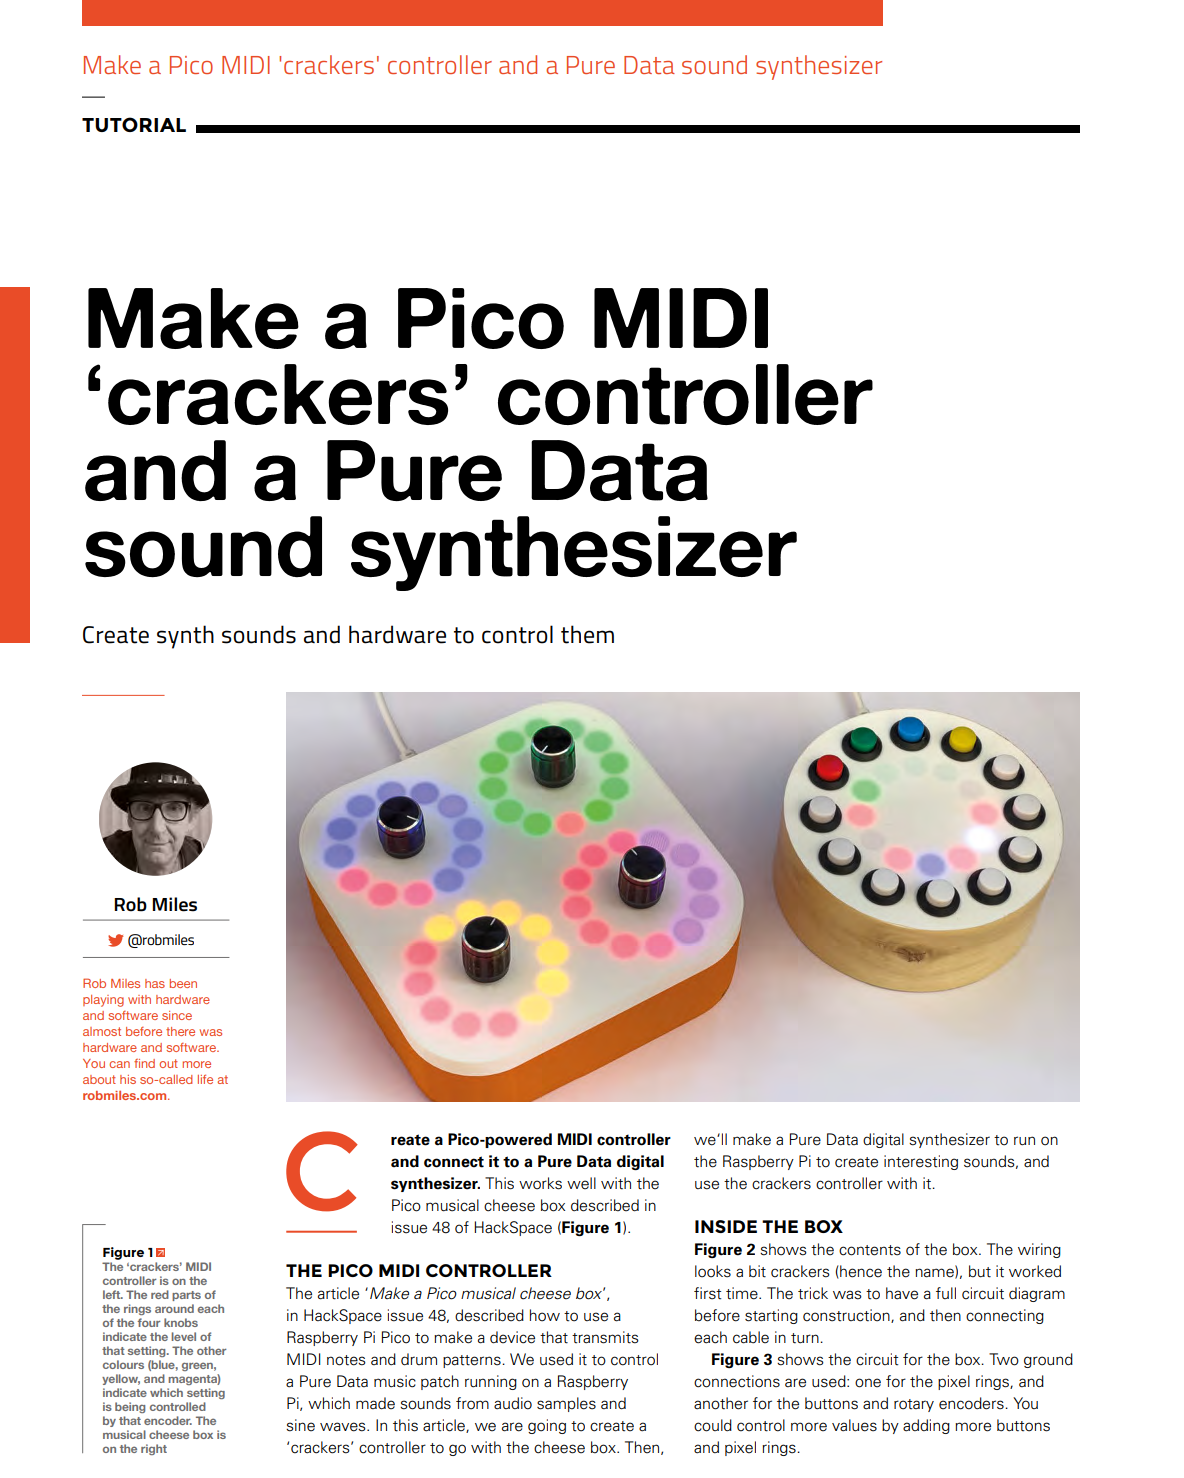 Make a Pico MIDI 'crackers' controller and a Pure Data sound synthesizer
TUTORIAL
Make a Pico MIDI
‘crackers’ controller
and a Pure Data
sound synthesizer
Create synth sounds and hardware to control them
Rob Miles
@robmiles
Rob Miles has been
playing with hardware
and software since
almost before there was
hardware and software.
You can find out more
about his so-called life at
robmiles.com.
Figure 1
The ‘crackers’ MIDI
controller is on the
left. The red parts of
the rings around each
of the four knobs
indicate the level of
that setting. The other
colours (blue, green,
yellow, and magenta)
indicate which setting
is being controlled
by that encoder. The
musical cheese box is
on the right
Create a Pico-powered MIDI controller
and connect it to a Pure Data digital
synthesizer. This works well with the
Pico musical cheese box described in
issue 48 of HackSpace (Figure 1).
THE PICO MIDI CONTROLLER
The article ‘Make a Pico musical cheese box’,
in HackSpace issue 48, described how to use a
Raspberry Pi Pico to make a device that transmits
MIDI notes and drum patterns. We used it to control
a Pure Data music patch running on a Raspberry
Pi, which made sounds from audio samples and
sine waves. In this article, we are going to create a
‘crackers’ controller to go with the cheese box. Then,
we’ll make a Pure Data digital synthesizer to run on
the Raspberry Pi to create interesting sounds, and
use the crackers controller with it.
INSIDE THE BOX
Figure 2 shows the contents of the box. The wiring
looks a bit crackers (hence the name), but it worked
first time. The trick was to have a full circuit diagram
before starting construction, and then connecting
each cable in turn.
Figure 3 shows the circuit for the box. Two ground
connections are used: one for the pixel rings, and
another for the buttons and rotary encoders. You
could control more values by adding more buttons
and pixel rings.